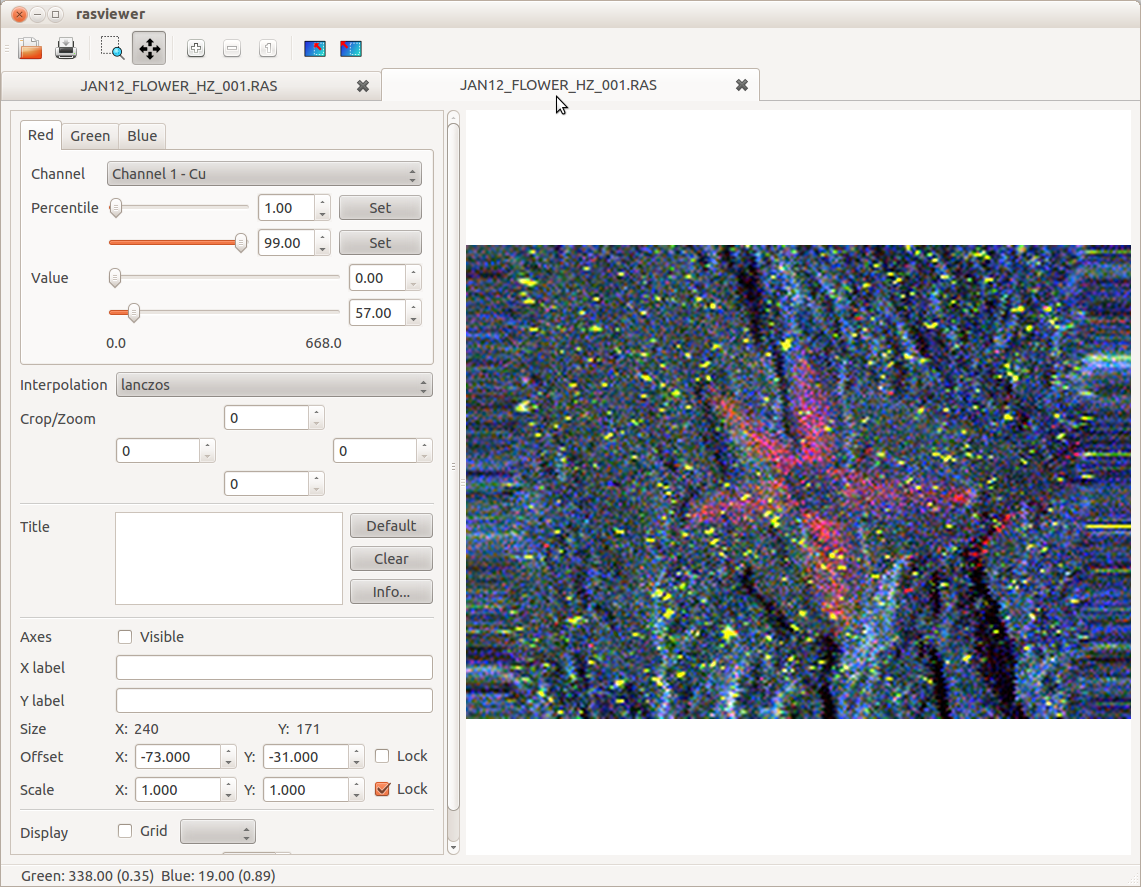 rasviewer
JAN12_FLOWER_HZ_001.RAS JAN12_FLOWER_HZ_001.RAS
Red Green Blue
Channel Channel 1 - Cu
Percentile 1.00 Set
99.00 Set
Value 0.00
57.00
0.0 668.0
Interpolation lanczos
Crop/Zoom 0
0 0
0
Title Default
Clear
Info...
Axes Visible
X label
Y label
Size X: 240 Y: 171
Offset X: -73.000 Y: -31.000 Lock
Scale X: 1.000 Y: 1.000 Lock
Display Grid
Green: 338.00 (0.35) Blue: 19.00 (0.89)